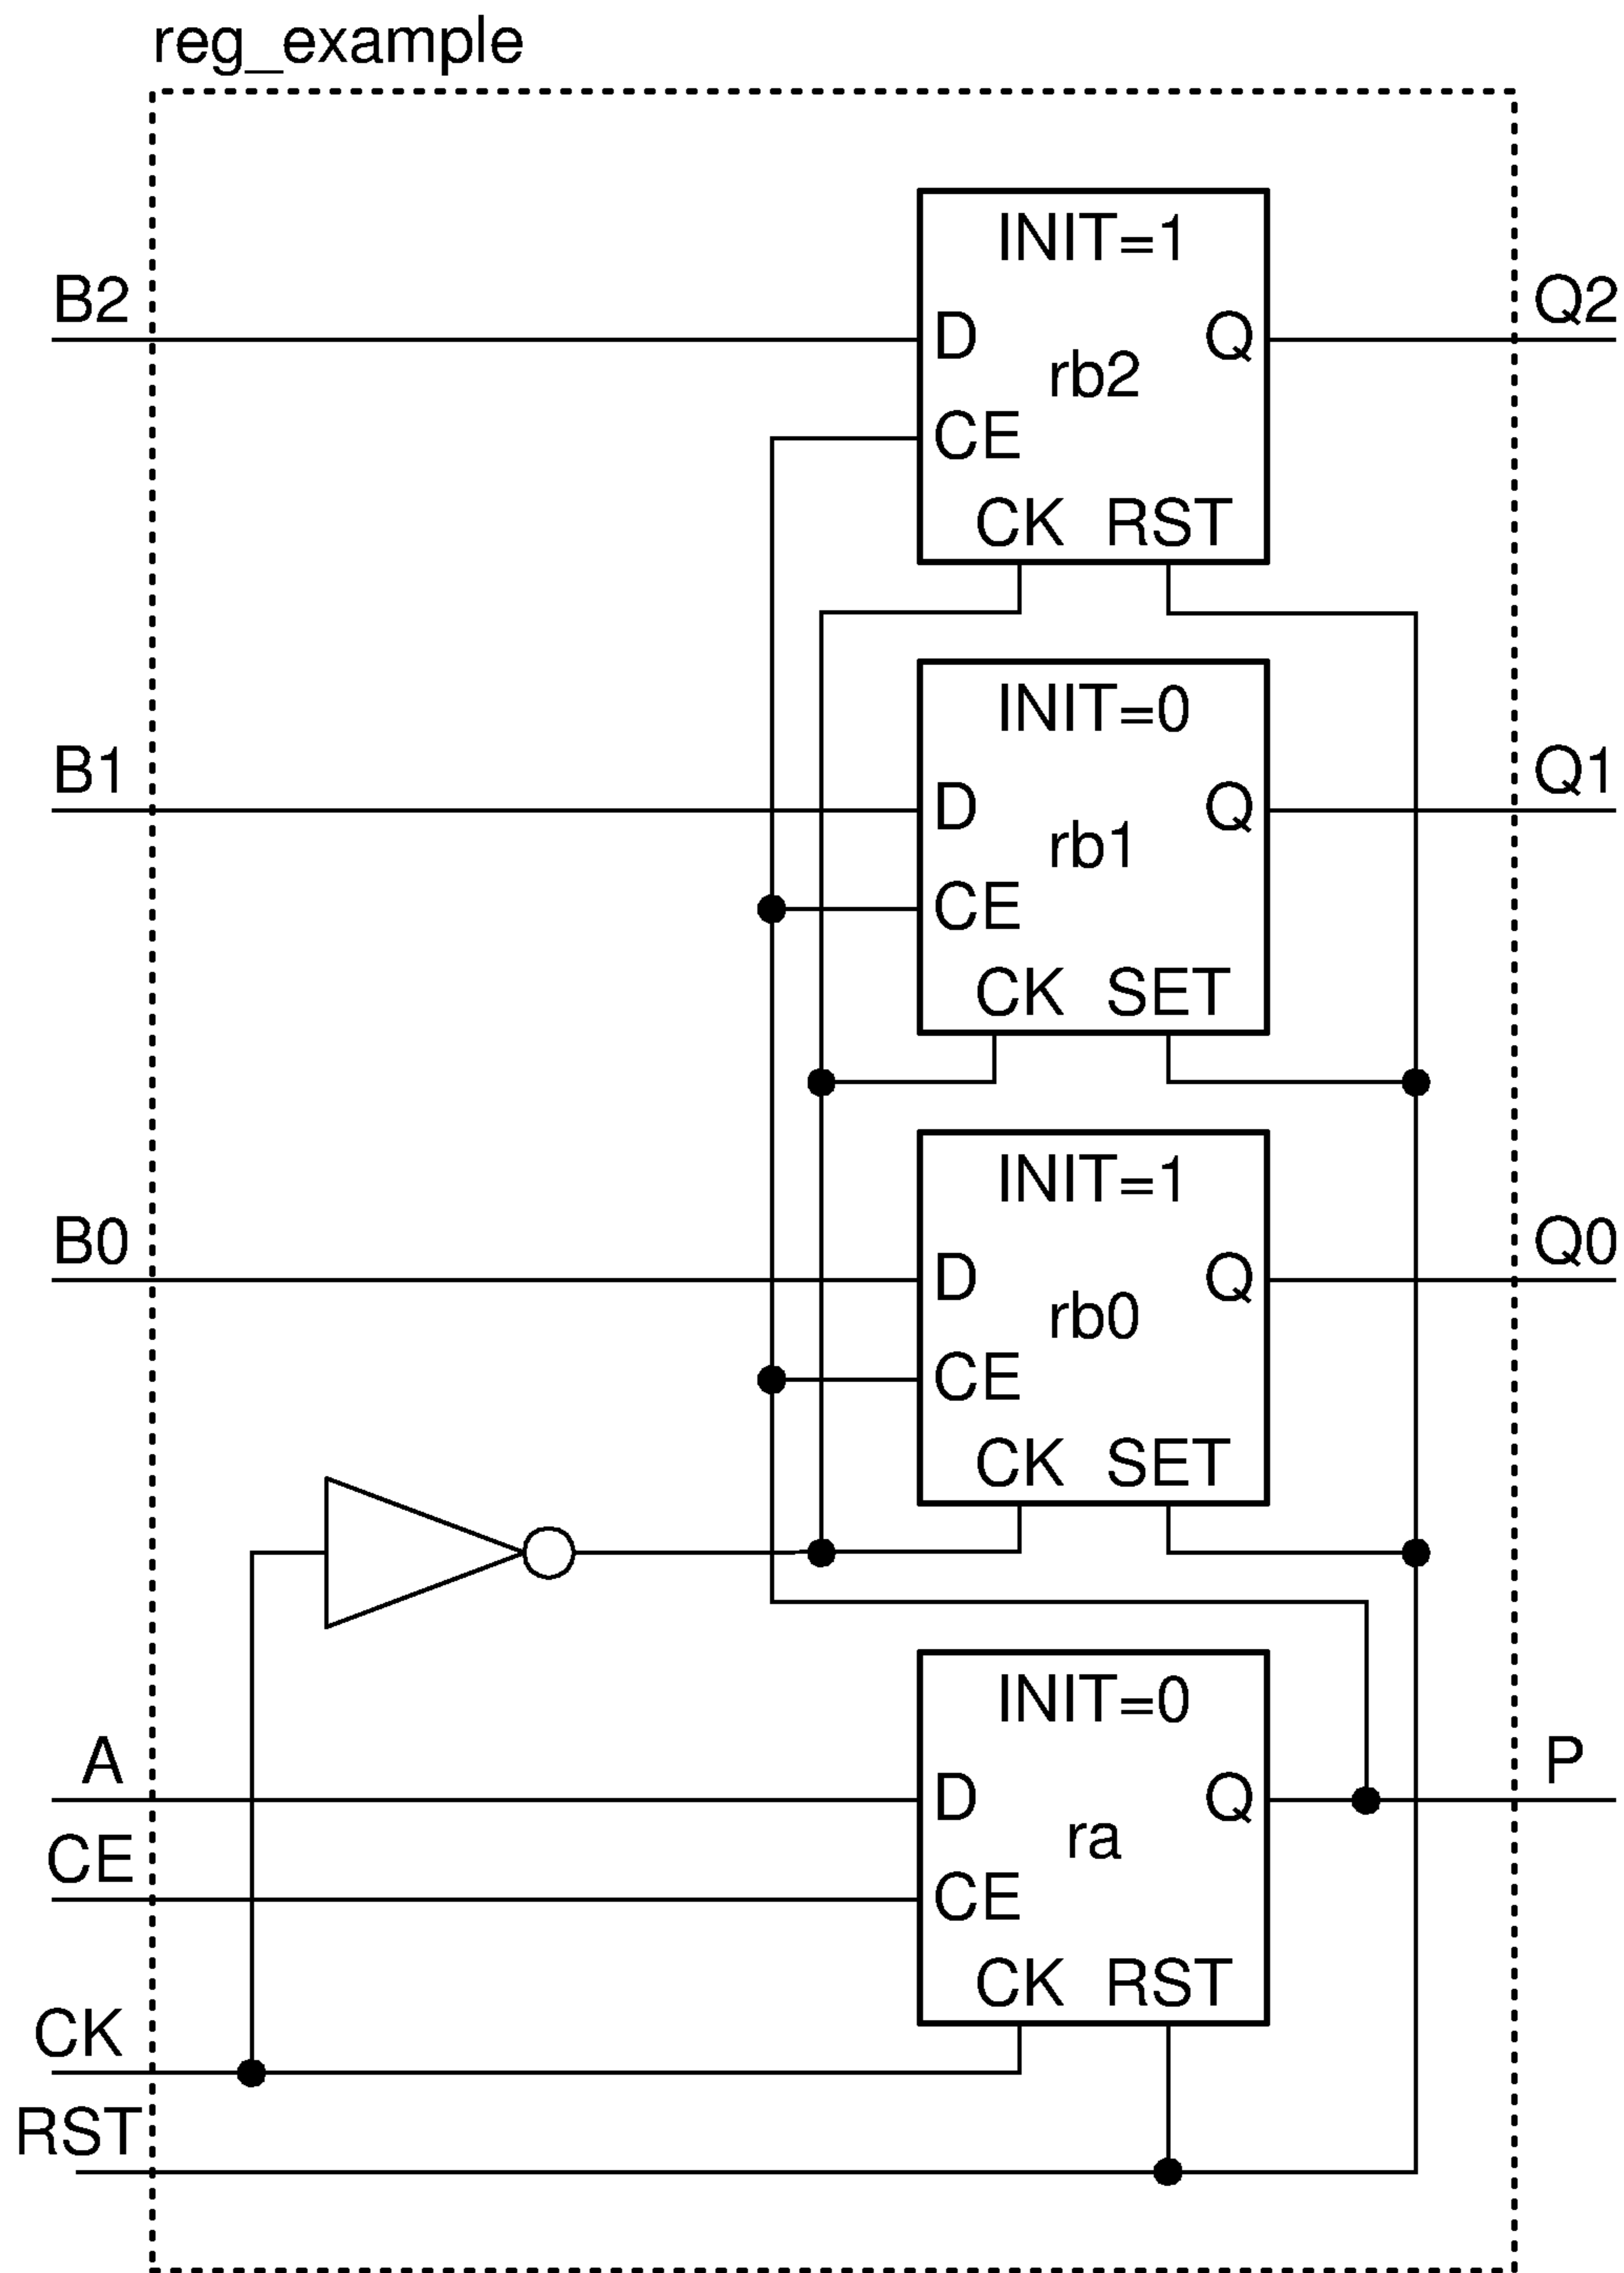 reg_example
INIT=1
B2
D
Q
Q2
rb2
CE
CK RST
INIT=0
B1
D
Q
Q1
rb1
CE
CK SET
INIT=1
B0
D
Q
Q0
rb0
CE
CK SET
INIT=0
A
D
Q
P
ra
CE
CE
CK RST
CK
RST